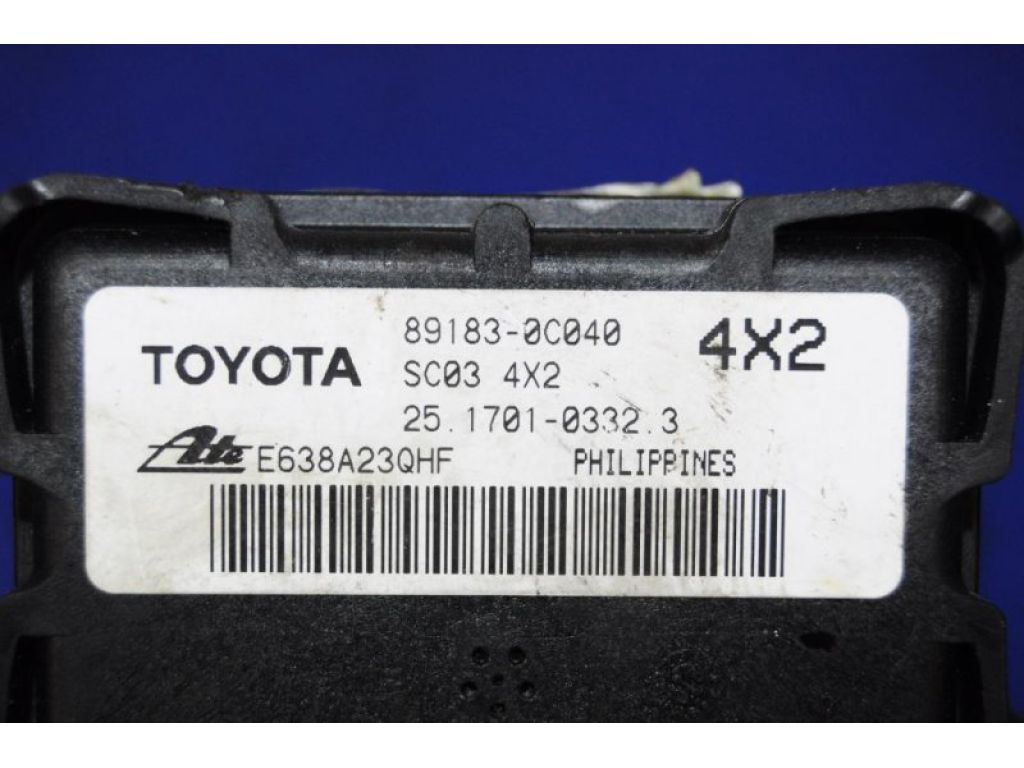 TOYOTA
89183-0C040
4X2
SC03 4X2
25.1701-0332.3
Ate E638A23QHF PHILIPPINES